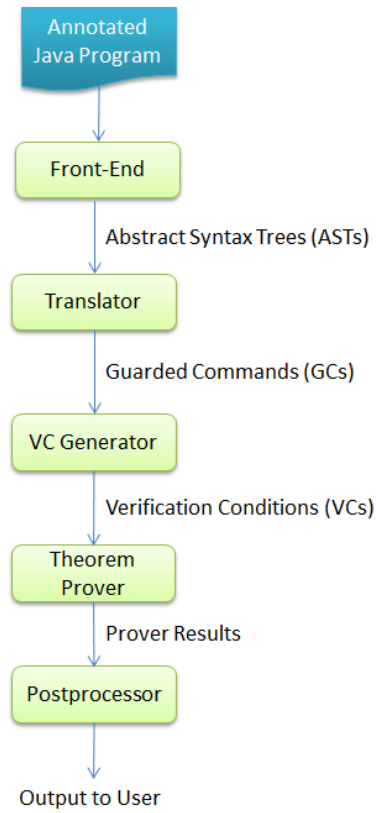 Annotated
Java Program
Front-End
Abstract Syntax Trees (ASTs)
Translator
Guarded Commands (GCs)
VC Generator
Verification Conditions (VCs)
Theorem
Prover
Prover Results
Postprocessor
Output to User